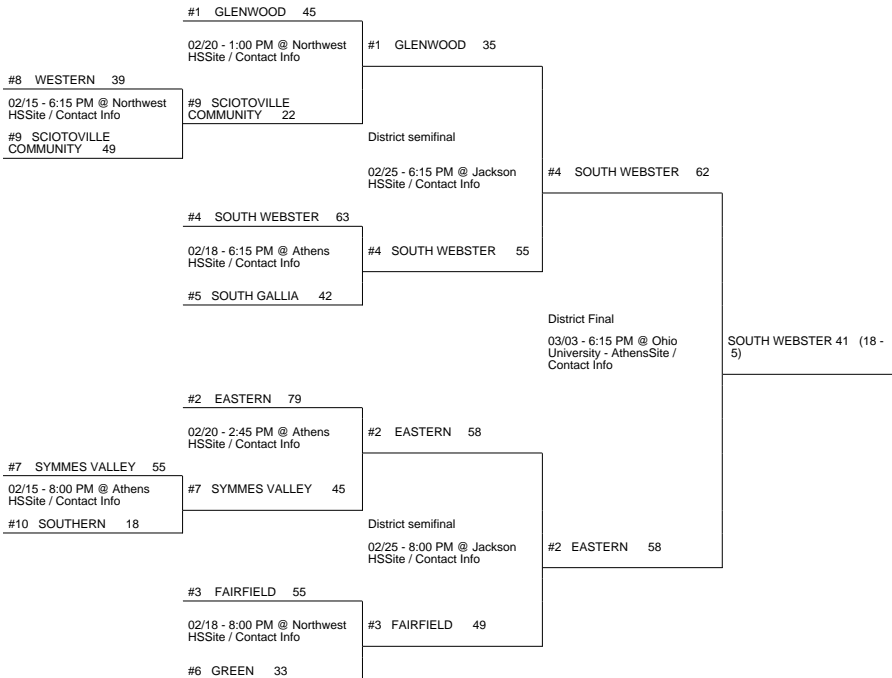 #1 GLENWOOD 45
02/20 - 1:00 PM @ Northwest
HSSite / Contact Info
#1 GLENWOOD 35
#8 WESTERN 39
02/15 - 6:15 PM @ Northwest
HSSite / Contact Info
#9 SCIOTOVILLE
COMMUNITY 49
#9 SCIOTOVILLE
COMMUNITY 22
District semifinal
02/25 - 6:15 PM @ Jackson
HSSite / Contact Info
#4 SOUTH WEBSTER 62
#4 SOUTH WEBSTER 63
02/18 - 6:15 PM @ Athens
HSSite / Contact Info
#4 SOUTH WEBSTER 55
#5 SOUTH GALLIA 42
District Final
03/03 - 6:15 PM @ Ohio
University - AthensSite /
Contact Info
SOUTH WEBSTER 41 (18 -
5)
#2 EASTERN 79
02/20 - 2:45 PM @ Athens
HSSite / Contact Info
#2 EASTERN 58
#7 SYMMES VALLEY 55
02/15 - 8:00 PM @ Athens
HSSite / Contact Info
#10 SOUTHERN 18
#7 SYMMES VALLEY 45
District semifinal
02/25 - 8:00 PM @ Jackson
HSSite / Contact Info
#2 EASTERN 58
#3 FAIRFIELD 55
02/18 - 8:00 PM @ Northwest
HSSite / Contact Info
#3 FAIRFIELD 49
#6 GREEN 33